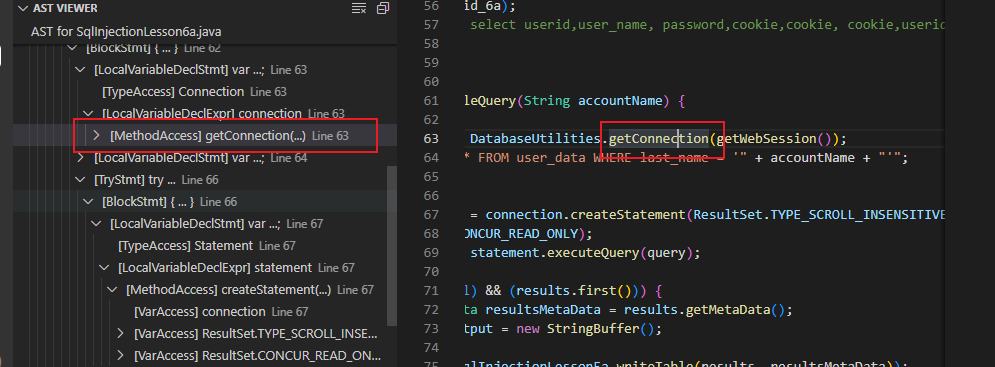 AST VIEWER
AST for SqlInjectionLesson6a.java
[BlockStmt] { ... } Line 62
[LocalVariableDeclStmt] var ...; Line 63
[TypeAccess] Connection Line 63
[LocalVariableDeclExpr] connection Line 63
[MethodAccess] getConnection(...) Line 63
[LocalVariableDeclStmt] var ...; Line 64
[TryStmt] try ... Line 66
[BlockStmt] { ... } Line 66
[LocalVariableDeclStmt] var ...; Line 67
[TypeAccess] Statement Line 67
[LocalVariableDeclExpr] statement Line 67
[MethodAccess] createStatement(...) Line 67
[VarAccess] connection Line 67
[VarAccess] ResultSet.TYPE_SCROLL_INSE...
[VarAccess] ResultSet.CONCUR_READ_ON...
56 id_6a);
57 select userid,user_name, password,cookie,cookie, cookie,userid
58
59
60
61 leQuery(String accountName) {
62
63 DatabaseUtilities.getConnection(getWebSession());
64 * FROM user_data WHERE last_name = '" + accountName + "'";
65
66
67 = connection.createStatement(ResultSet.TYPE_SCROLL_INSENSITIVE
68 ONCUR_READ_ONLY);
69 statement.executeQuery(query);
70
71 l) && (results.first())) {
72 ta resultsMetaData = results.getMetaData();
73 tput = new StringBuffer();
74
75